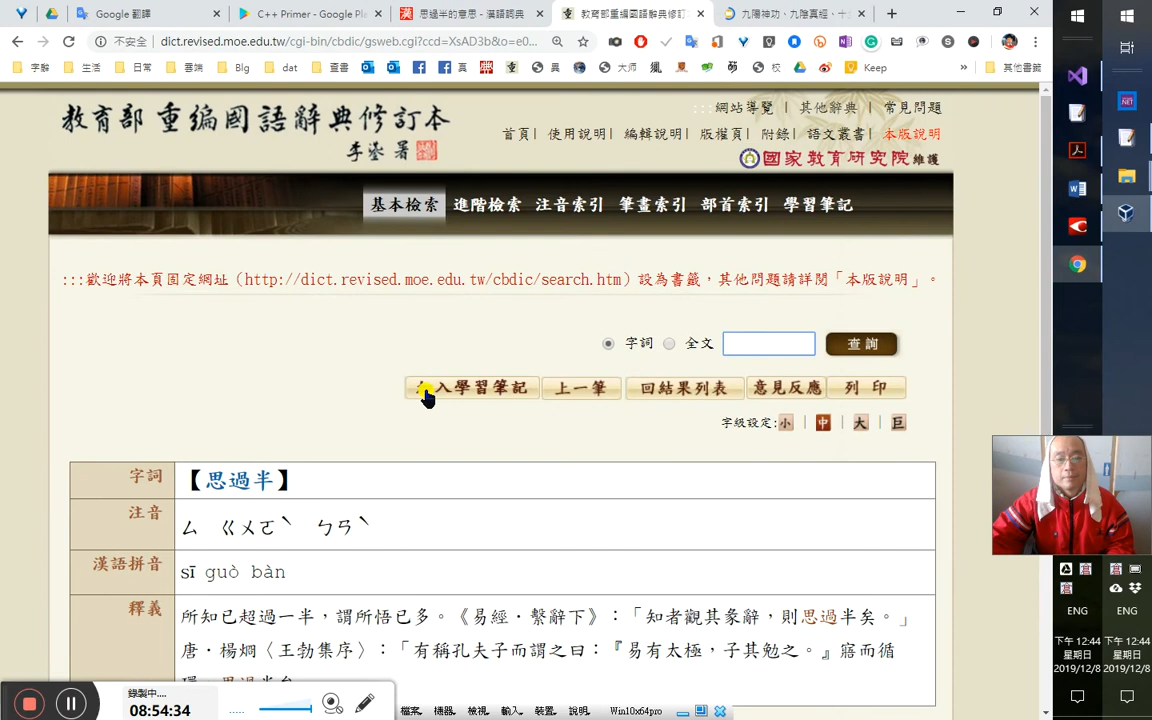 Google 翻譯
C++ Primer - Google Pl
思過半的意思 - 漢語詞典
教育部重編國語辭典修訂
九陽神功、九陰真經、十
不安全 dict.revised.moe.edu.tw/cgi-bin/cbdic/gsweb.cgi?ccd=XsAD3b&o=e0...
字辭 生活 日常 雲端 Blg dat 查書 異 大师 校 Keep » 其他書籤
教育部 重編國語辭典修訂本
李鍌署
:::網站導覽 | 其他辭典 | 常見問題
首頁| 使用說明| 編輯說明| 版權頁| 附錄| 語文叢書| 本版說明
國家教育研究院維護
基本檢索 進階檢索 注音索引 筆畫索引 部首索引 學習筆記
:::歡迎將本頁固定網址（http://dict.revised.moe.edu.tw/cbdic/search.htm）設為書籤，其他問題請詳閱「本版說明」。
字詞 全文 查詢
入學習筆記 上一筆 回結果列表 意見反應 列 印
字級設定:小 | 中 | 大 | 巨
字詞 【思過半】
注音 ㄙ ㄍㄨㄛˋ ㄅㄢˋ
漢語拼音 sī guò bàn
釋義 所知已超過一半，謂所悟已多。《易經．繫辭下》：「知者觀其彖辭，則思過半矣。」
唐．楊炯〈王勃集序〉：「有稱孔夫子而謂之曰：『易有太極，子其勉之。』寤而循
錄製中....
08:54:34
檔案 機器 檢視 輸入 裝置 說明 Win10x64pro
ENG ENG
下午 12:44 下午 12:44
星期日 星期日
2019/12/8 2019/12/8